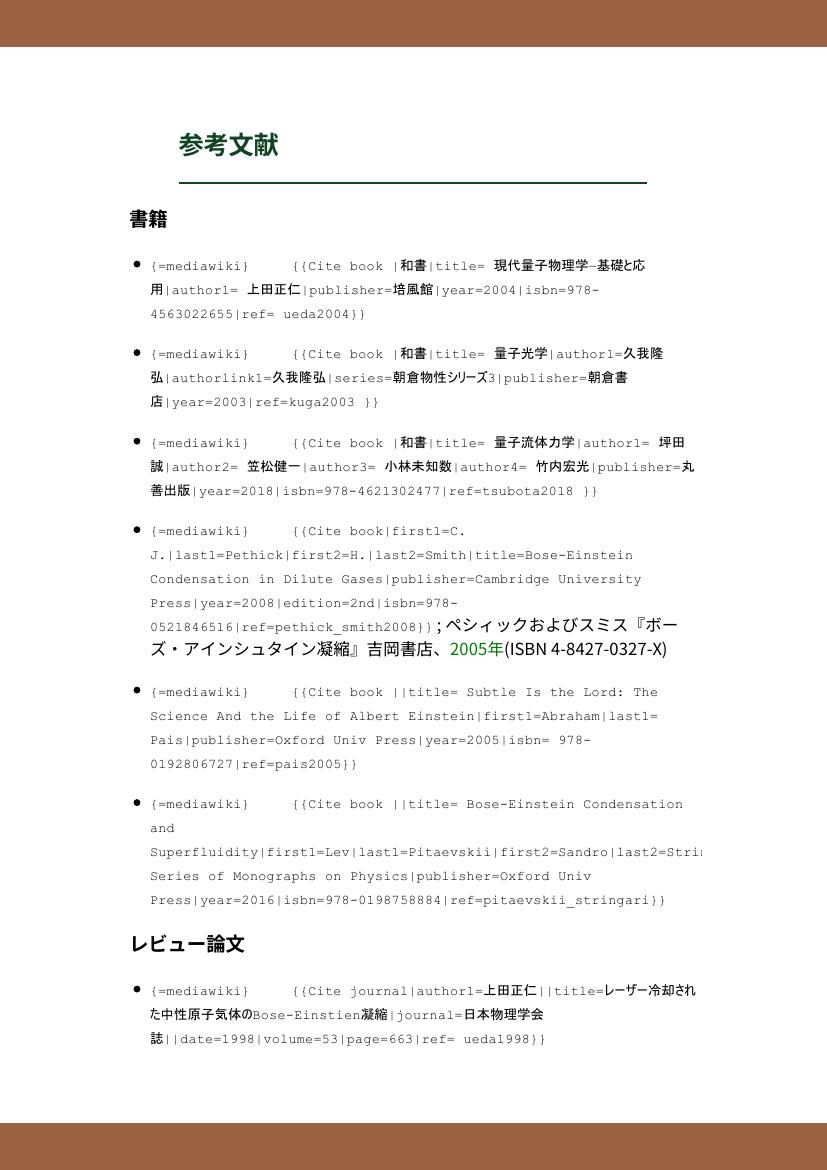 参考文献
書籍
• {=mediawiki} {{Cite book |和書|title= 現代量子物理学―基礎と応
用|author1= 上田正仁|publisher=培風館|year=2004|isbn=978-
4563022655|ref= ueda2004}}
• {=mediawiki} {{Cite book |和書|title= 量子光学|author1=久我隆
弘|authorlink1=久我隆弘|series=朝倉物性シリーズ3|publisher=朝倉書
店|year=2003|ref=kuga2003 }}
• {=mediawiki} {{Cite book |和書|title= 量子流体力学|author1= 坪田
誠|author2= 笠松健一|author3= 小林未知数|author4= 竹内宏光|publisher=丸
善出版|year=2018|isbn=978-4621302477|ref=tsubota2018 }}
• {=mediawiki} {{Cite book|first1=C.
J.|last1=Pethick|first2=H.|last2=Smith|title=Bose-Einstein
Condensation in Dilute Gases|publisher=Cambridge University
Press|year=2008|edition=2nd|isbn=978-
0521846516|ref=pethick_smith2008}} ; ペシィックおよびスミス『ボー
ズ・アインシュタイン凝縮』吉岡書店、2005年(ISBN 4-8427-0327-X)
• {=mediawiki} {{Cite book ||title= Subtle Is the Lord: The
Science And the Life of Albert Einstein|first1=Abraham|last1=
Pais|publisher=Oxford Univ Press|year=2005|isbn= 978-
0192806727|ref=pais2005}}
• {=mediawiki} {{Cite book ||title= Bose-Einstein Condensation
and
Superfluidity|first1=Lev|last1=Pitaevskii|first2=Sandro|last2=Stri
Series of Monographs on Physics|publisher=Oxford Univ
Press|year=2016|isbn=978-0198758884|ref=pitaevskii_stringari}}
レビュー論文
• {=mediawiki} {{Cite journal|author1=上田正仁||title=レーザー冷却され
た中性原子気体のBose-Einstien凝縮|journal=日本物理学会
誌||date=1998|volume=53|page=663|ref= ueda1998}}